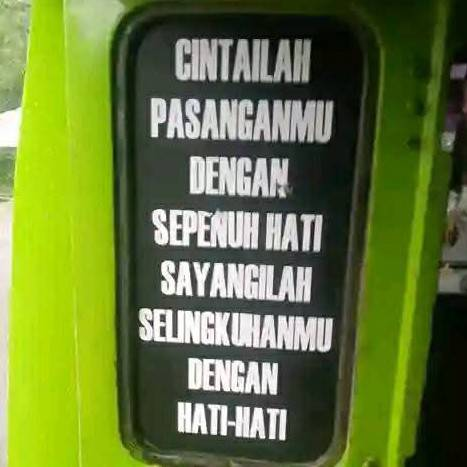 CINTAILAH
PASANGANMU
DENGAN
SEPENUH HATI
SAYANGILAH
SELINGKUHANMU
DENGAN
HATI-HATI